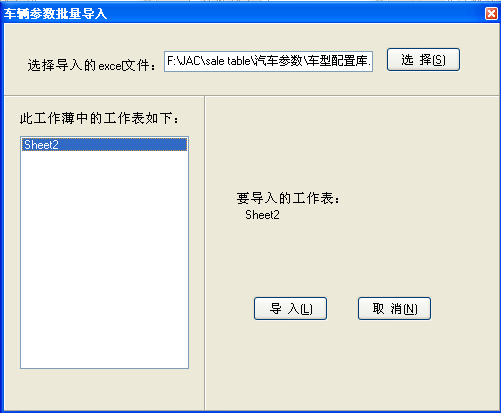 车辆参数批量导入
选择导入的excel文件：
F:\JAC\sale table\汽车参数\车型配置库.
选 择(S)
此工作薄中的工作表如下：
Sheet2
要导入的工作表：
Sheet2
导 入(L)
取 消(N)